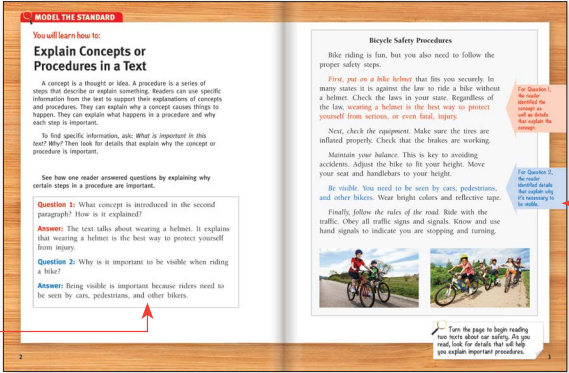 MODEL THE STANDARD
You will learn how to:
Explain Concepts or
Procedures in a Text
A concept is a thought or idea. A procedure is a series of
steps that describe or explain something. Readers can use specific
information from the text to support their explanations of concepts
and procedures. They can explain why a concept causes things to
happen. They can explain what happens in a procedure and why
each step is important.
To find specific information, ask: What is important in this
text? Why? Then look for details that explain why the concept or
procedure is important.
See how one reader answered questions by explaining why
certain steps in a procedure are important.
Question 1: What concept is introduced in the second
paragraph? How is it explained?
Answer: The text talks about wearing a helmet. It explains
that wearing a helmet is the best way to protect yourself
from injury.
Question 2: Why is it important to be visible when riding
a bike?
Answer: Being visible is important because riders need to
be seen by cars, pedestrians, and other bikers.
2
Bicycle Safety Procedures
Bike riding is fun, but you also need to follow the
proper safety steps.
First, put on a bike helmet that fits you securely. In
many states it is against the law to ride a bike without
a helmet. Check the laws in your state. Regardless of
the law, wearing a helmet is the best way to protect
yourself from serious, or even fatal, injury.
Next, check the equipment. Make sure the tires are
inflated properly. Check that the brakes are working.
Maintain your balance. This is key to avoiding
accidents. Adjust the bike to fit your height. Move
your seat and handlebars to your height.
Be visible. You need to be seen by cars, pedestrians,
and other bikers. Wear bright colors and reflective tape.
Finally, follow the rules of the road. Ride with the
traffic. Obey all traffic signs and signals. Know and use
hand signals to indicate you are stopping and turning.
For Question 1,
the reader
identified the
concept as
well as details
that explain the
concept.
For Question 2,
the reader
identified details
that explain why
it's necessary to
be visible.
Turn the page to begin reading
two texts about car safety. As you
read, look for details that will help
you explain important procedures.
3